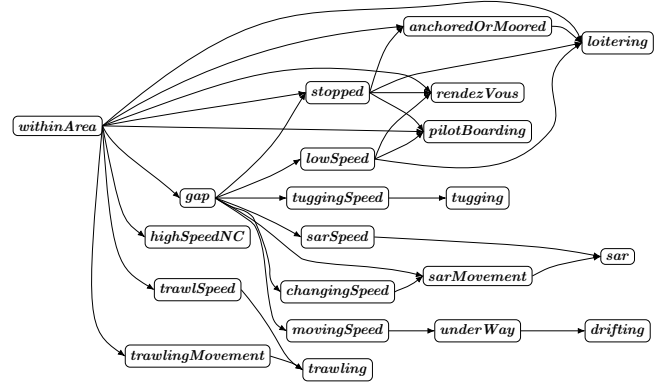 anchoredOrMoored
loitering
stopped
rendezVous
withinArea
pilotBoarding
lowSpeed
gap
tuggingSpeed
tugging
highSpeedNC
sarSpeed
sar
sarMovement
trawlSpeed
changingSpeed
movingSpeed
underWay
drifting
trawlingMovement
trawling